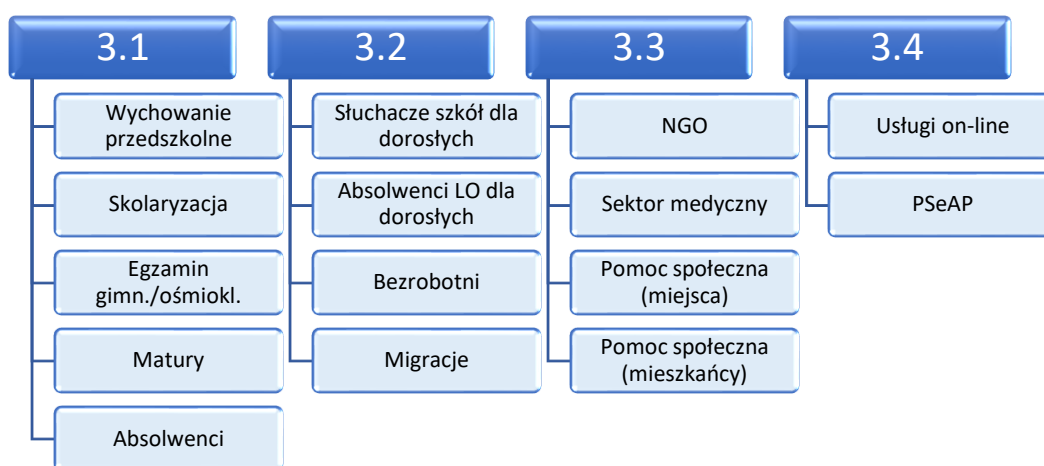 3.1
Wychowanie
przedszkolne
Skolaryzacja
Egzamin
gimn./ośmiokl.
Matury
Absolwenci
3.2
Słuchacze szkół dla
dorosłych
Absolwenci LO dla
dorosłych
Bezrobotni
Migracje
3.3
NGO
Sektor medyczny
Pomoc społeczna
(miejsca)
Pomoc społeczna
(mieszkańcy)
3.4
Usługi on-line
PSeAP